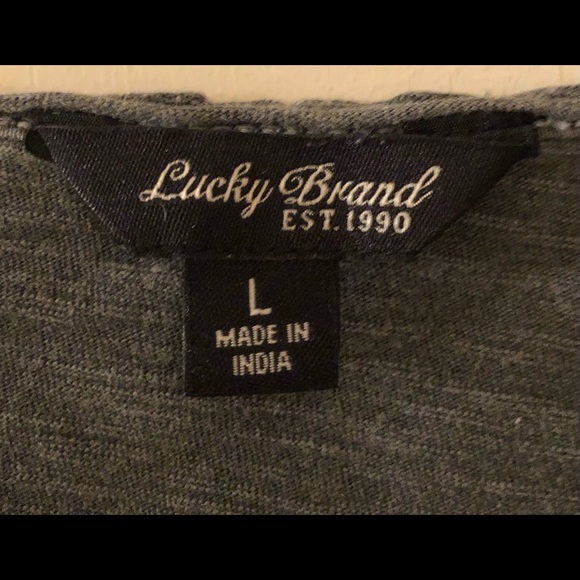 Lucky Brand
EST. 1990
L
MADE IN
INDIA